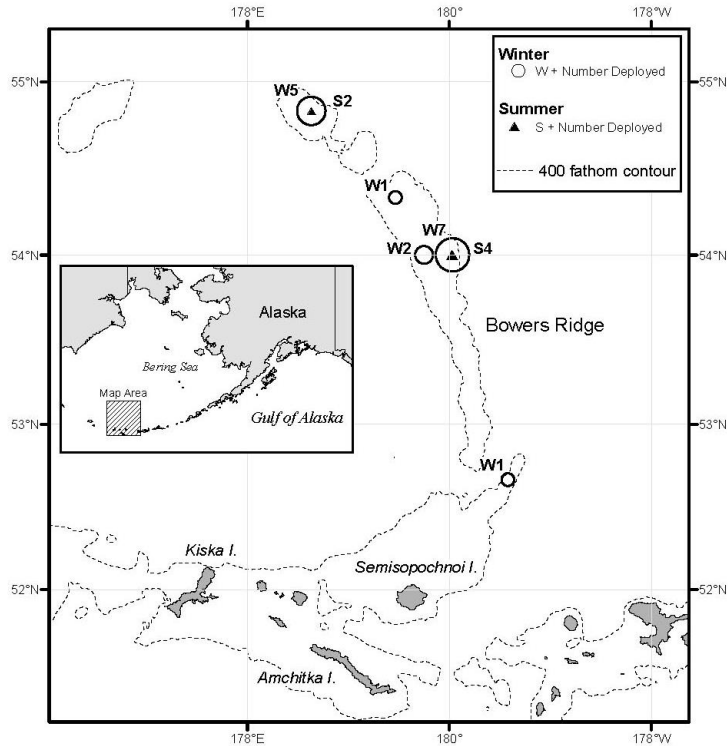 178°E 180° 178°W
55°N 55°N
54°N 54°N
53°N 53°N
52°N 52°N
178°E 180° 178°W
Winter
W + Number Deployed
Summer
S + Number Deployed
400 fathom contour
W5 S2
W1
W7
W2 S4
Bowers Ridge
W1
Alaska
Bering Sea
Map Area
Gulf of Alaska
Kiska I.
Semisopochnoi I.
Amchitka I.